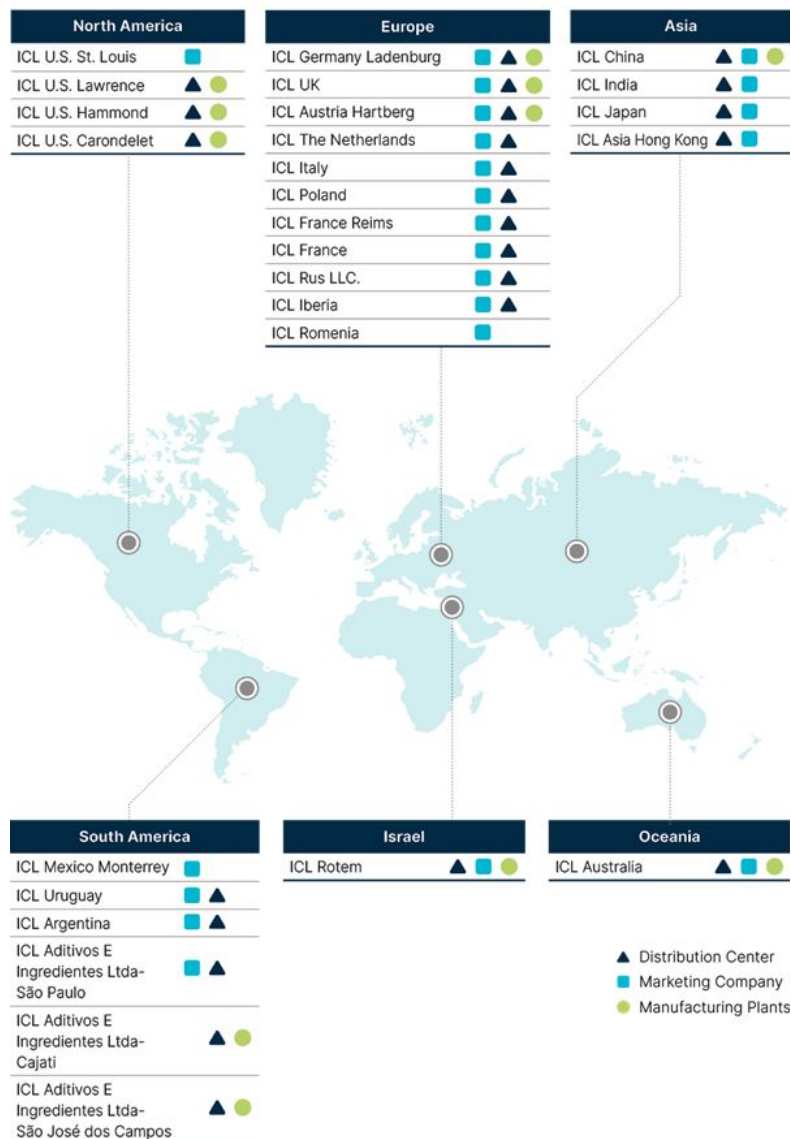 North America
ICL U.S. St. Louis
ICL U.S. Lawrence
ICL U.S. Hammond
ICL U.S. Carondelet
Europe
ICL Germany Ladenburg
ICL UK
ICL Austria Hartberg
ICL The Netherlands
ICL Italy
ICL Poland
ICL France Reims
ICL France
ICL Rus LLC.
ICL Iberia
ICL Romenia
Asia
ICL China
ICL India
ICL Japan
ICL Asia Hong Kong
South America
ICL Mexico Monterrey
ICL Uruguay
ICL Argentina
ICL Aditivos E
Ingredientes Ltda-
São Paulo
ICL Aditivos E
Ingredientes Ltda-
Cajati
ICL Aditivos E
Ingredientes Ltda-
São José dos Campos
Israel
ICL Rotem
Oceania
ICL Australia
Distribution Center
Marketing Company
Manufacturing Plants